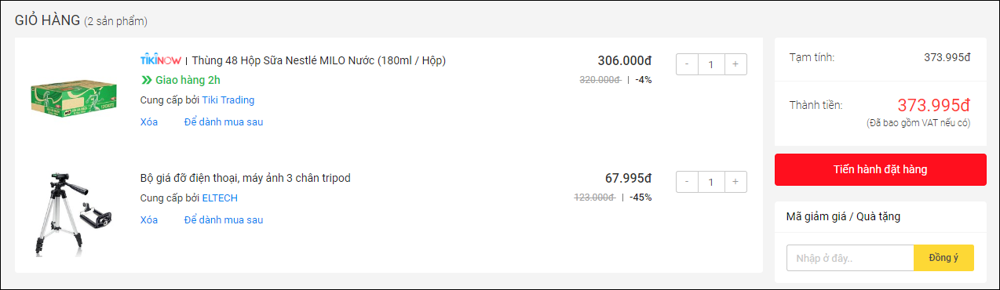 GIỎ HÀNG (2 sản phẩm)
TIKINOW | Thùng 48 Hộp Sữa Nestlé MILO Nước (180ml / Hộp)
Giao hàng 2h
Cung cấp bởi Tiki Trading
Xóa Để dành mua sau
306.000đ
320.000đ | -4%
- 1 +
Bộ giá đỡ điện thoại, máy ảnh 3 chân tripod
Cung cấp bởi ELTECH
Xóa Để dành mua sau
67.995đ
123.000đ | -45%
- 1 +
Tạm tính: 373.995đ
Thành tiền: 373.995đ
(Đã bao gồm VAT nếu có)
Tiến hành đặt hàng
Mã giảm giá / Quà tặng
Nhập ở đây.. Đồng ý